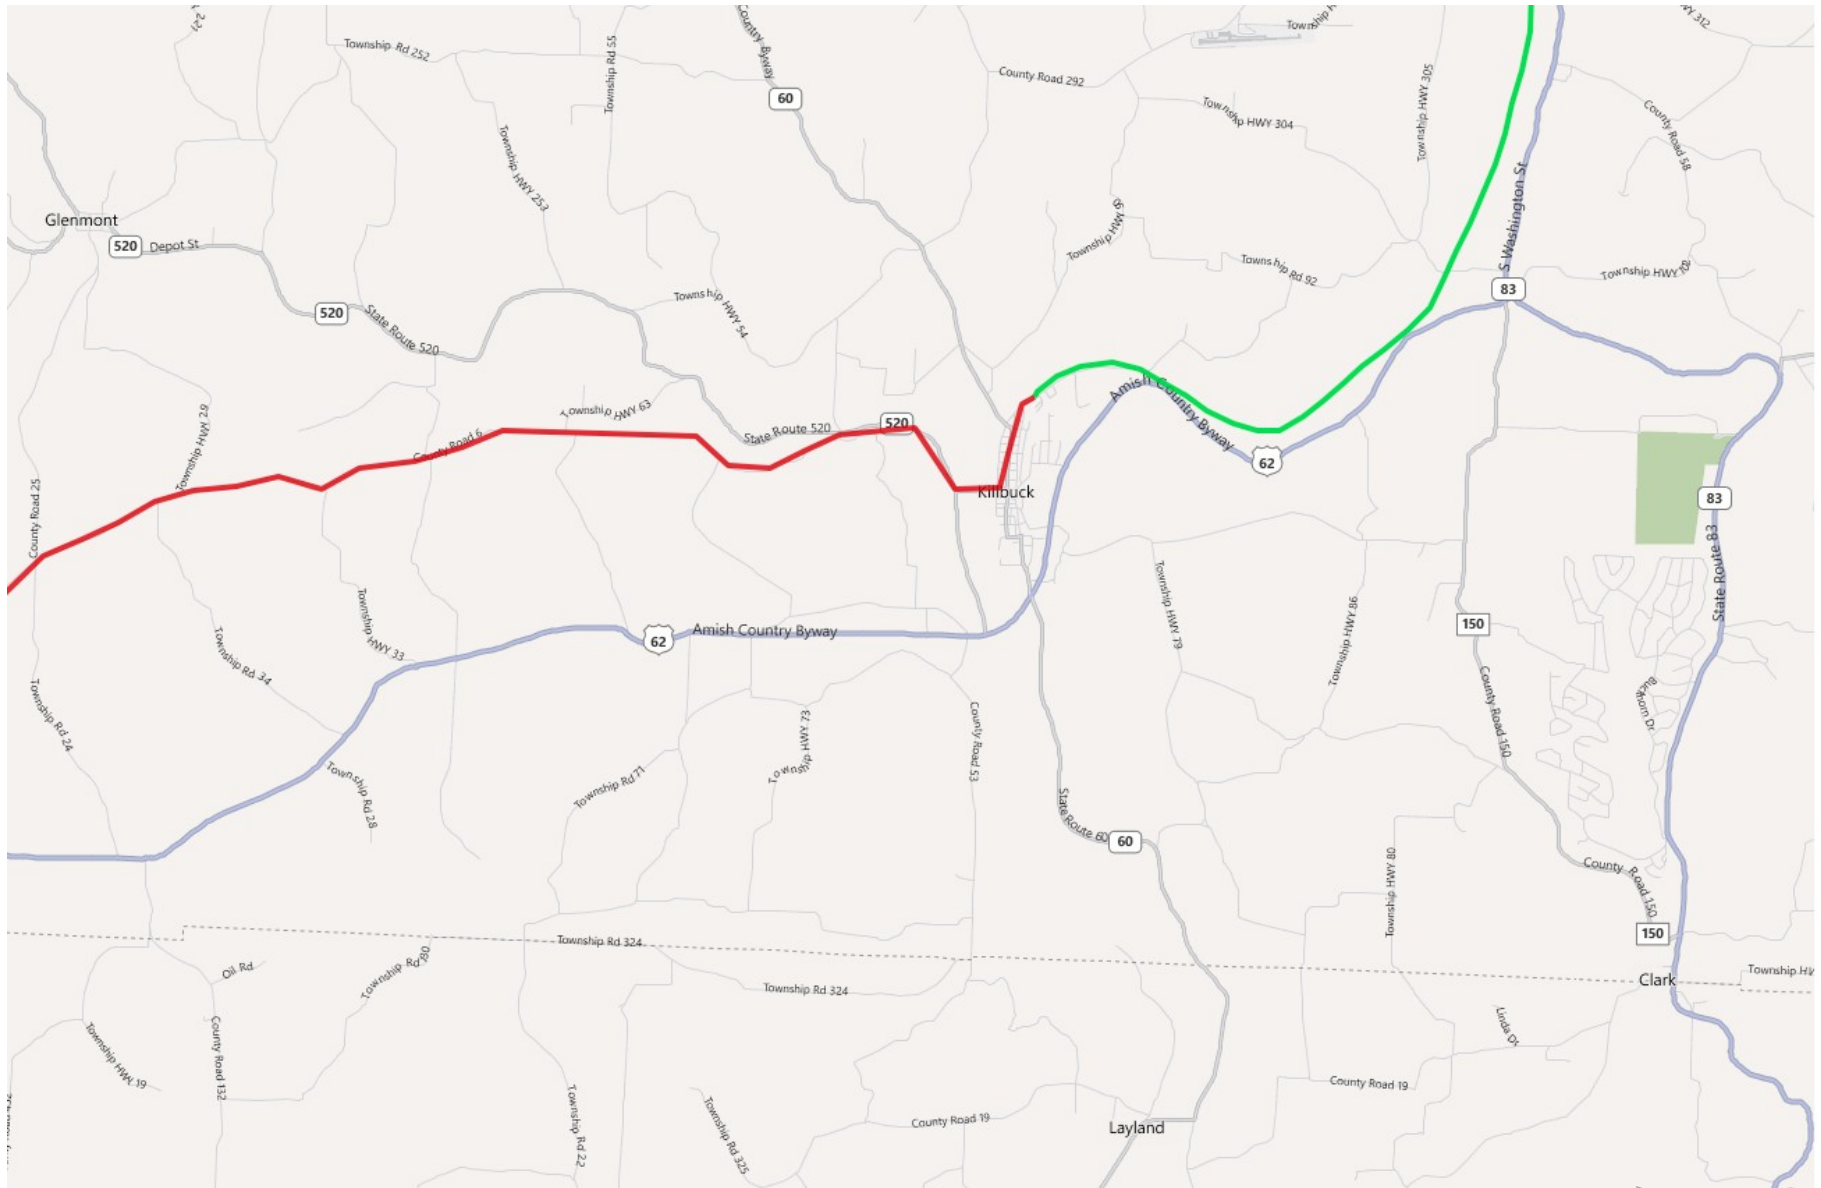 Township Rd 252
Township Rd 55
Country Byway
60
County Road 292
Township HWY 304
Township HWY 305
County Road 58
Township HWY 253
S Washington St
Glenmont
520
Depot St
Township Rd 92
83
520
State Route 520
Township HWY 54
Amish Country Byway
Township HWY 63
State Route 520
520
County Road 6
Township HWY 29
County Road 25
62
Killbuck
83
State Route 83
Township HWY 79
Township HWY 86
150
Township HWY 33
62
Amish Country Byway
Township Rd 34
Township Rd 24
County Road 150
Buckhorn Dr
County Road 53
Township HWY 73
Township Rd 71
Township Rd 28
State Route 60
60
Township HWY 80
County Road 150
150
Township Rd 324
Oil Rd
Township Rd 324
Clark
Township HWY 19
County Road 132
Linda Dr
County Road 19
County Road 19
Township Rd 22
Township Rd 325
Layland